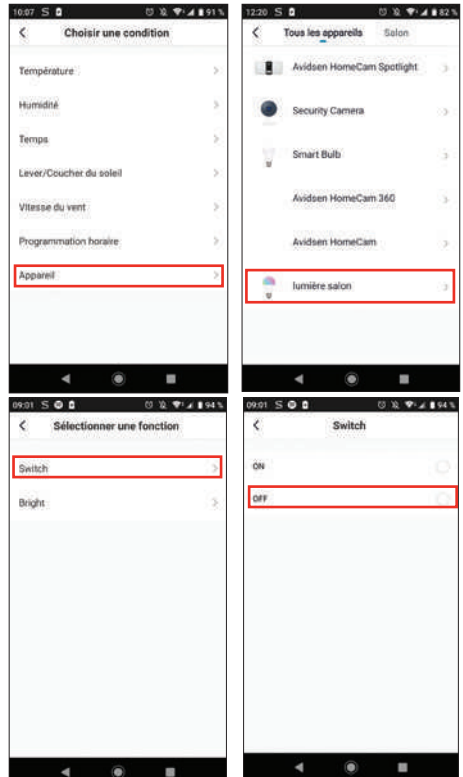 10:07 S 91 %
Choisir une condition
Température
Humidité
Temps
Lever/Coucher du soleil
Vitesse du vent
Programmation horaire
Appareil
12:20 S 82 %
Tous les appareils Salon
Avidsen HomeCam Spotlight
Security Camera
Smart Bulb
Avidsen HomeCam 360
Avidsen HomeCam
lumière salon
09:01 S 94 %
Sélectionner une fonction
Switch
Bright
09:01 S 94 %
Switch
ON
OFF